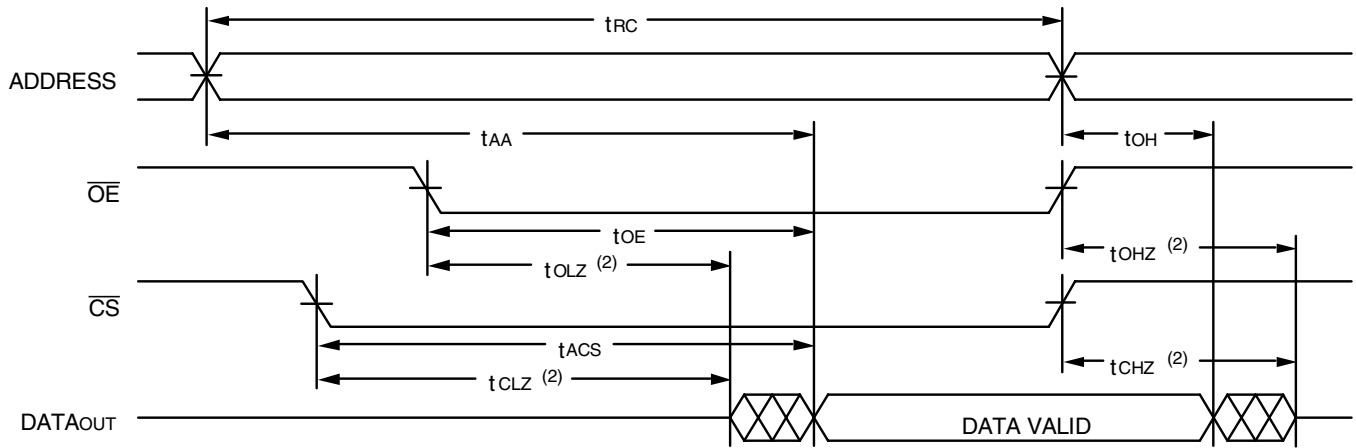 tRC
ADDRESS
tAA
tOH
OE
tOE
tOLZ (2)
tOHZ (2)
CS
tACS
tCLZ (2)
tCHZ (2)
DATAOUT
DATA VALID